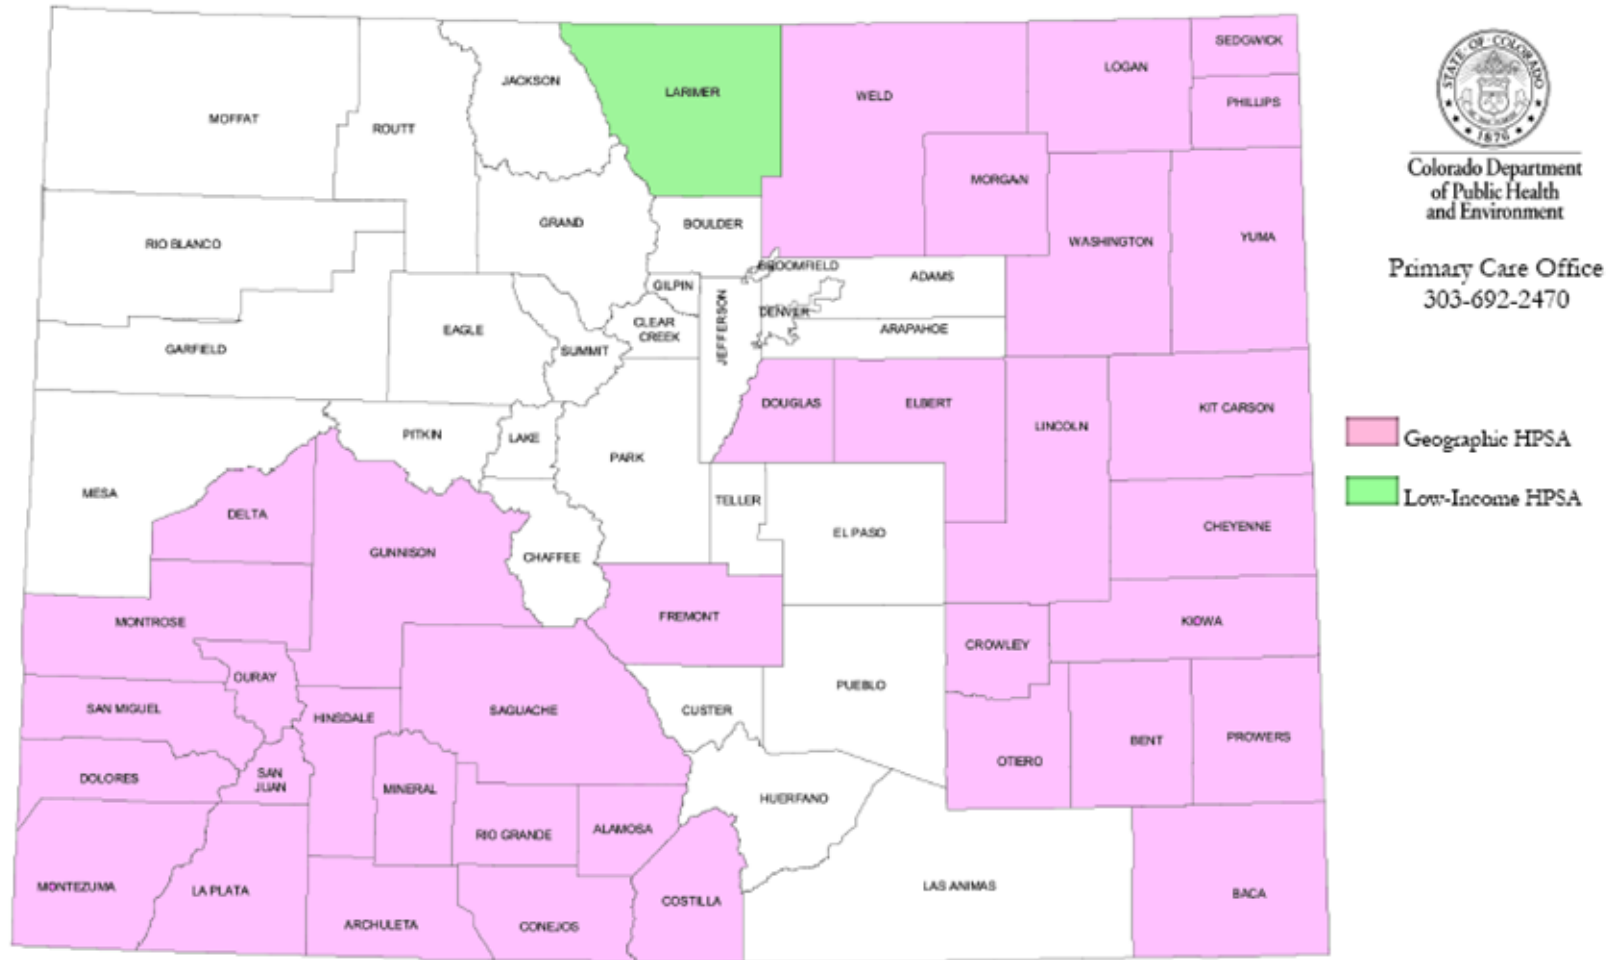 SEDGWICK
LOGAN
JACKSON
LARIMER
WELD
PHILLIPS
MOFFAT
ROUTT
MORGAN
GRAND
BOULDER
RIO BLANCO
WASHINGTON
YUMA
BROOMFIELD
ADAMS
GILPIN
DENVER
EAGLE
CLEAR
CREEK
JEFFERSON
ARAPAHOE
GARFIELD
SUMMIT
DOUGLAS
ELBERT
KIT CARSON
LINCOLN
PITKIN
LAKE
PARK
MESA
TELLER
DELTA
CHEYENNE
EL PASO
GUNNISON
CHAFFEE
FREMONT
MONTROSE
KIOWA
CROWLEY
OURAY
PUEBLO
SAN MIGUEL
HINSDALE
SAGUACHE
CUSTER
BENT
PROWERS
OTIERO
DOLORES
SAN
JUAN
MINERAL
HUERFANO
RIO GRANDE
ALAMOSA
MONTEZUMA
LA PLATA
LAS ANIMAS
COSTILLA
BACA
ARCHULETA
CONEJOS
STATE OF COLORADO
1876
Colorado Department
of Public Health
and Environment
Primary Care Office
303-692-2470
Geographic HPSA
Low-Income HPSA